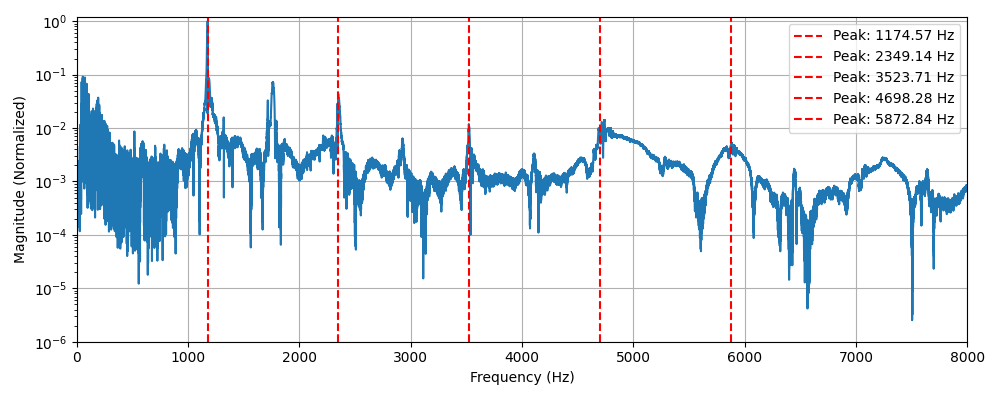 10⁰
10⁻¹
10⁻²
10⁻³
10⁻⁴
10⁻⁵
10⁻⁶
Magnitude (Normalized)
Peak: 1174.57 Hz
Peak: 2349.14 Hz
Peak: 3523.71 Hz
Peak: 4698.28 Hz
Peak: 5872.84 Hz
0 1000 2000 3000 4000 5000 6000 7000 8000
Frequency (Hz)